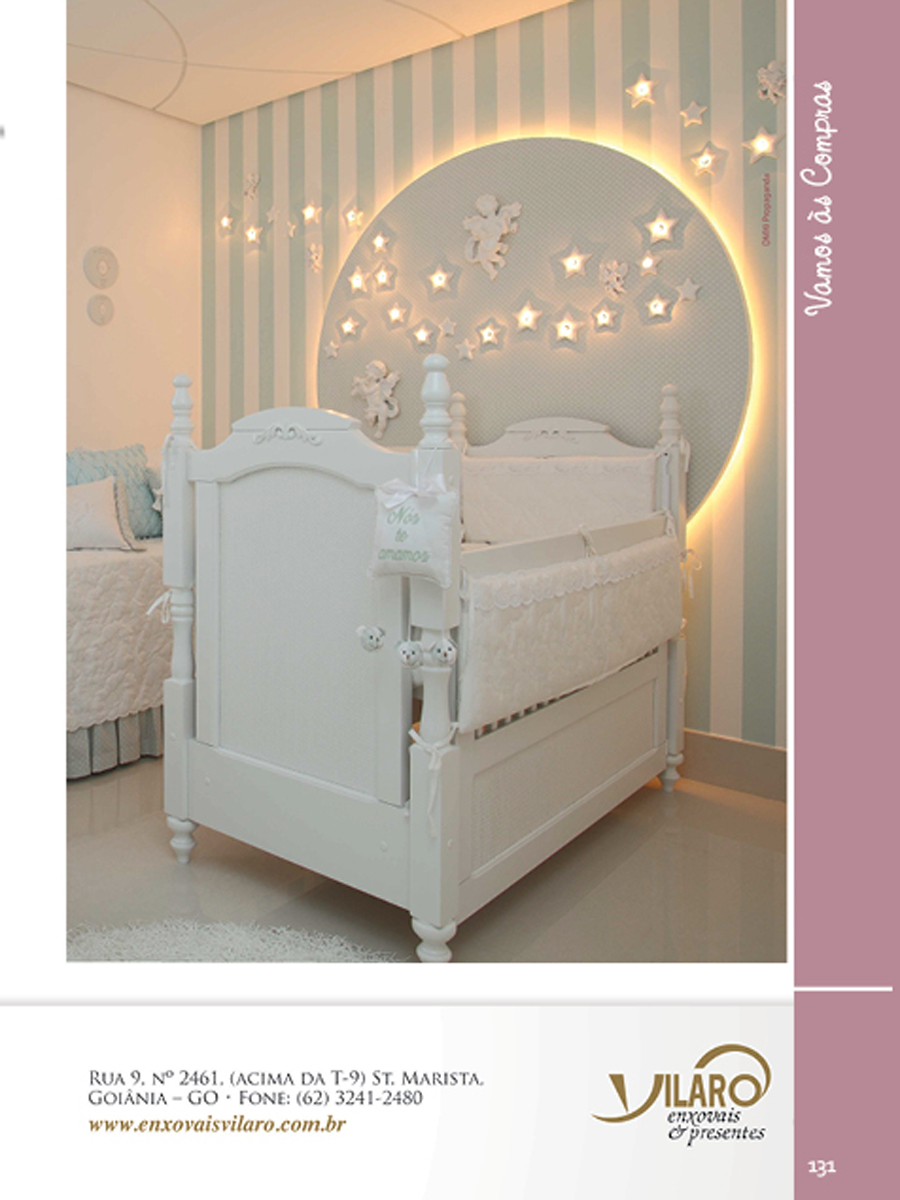 Vamos às Compras
OM90 Propaganda
Nós
te
amamos
RUA 9, Nº 2461, (ACIMA DA T-9) ST. MARISTA,
GOIÂNIA – GO • FONE: (62) 3241-2480
www.enxovaisvilaro.com.br
VILARO
enxovais
& presentes
131